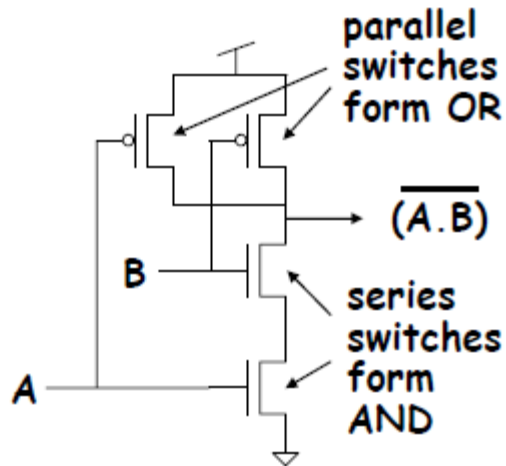 parallel
switches
form OR
(A.B)
B
series
switches
form
AND
A